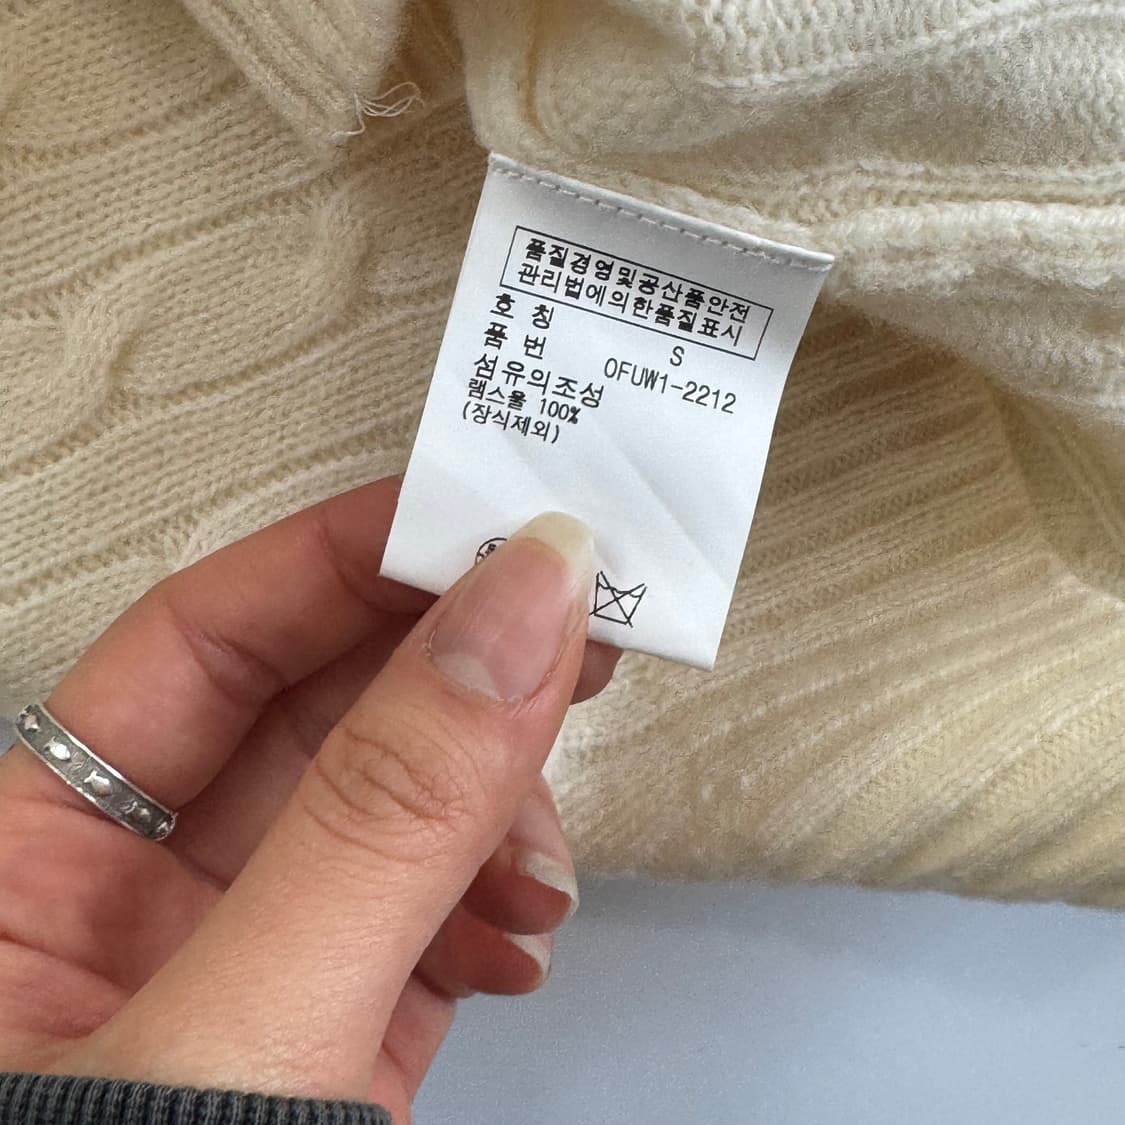 품질경영및공산품안전
관리법에의한품질표시
호 칭 S
품 번 OFUW1-2212
섬유의조성
램스울 100%
(장식제외)